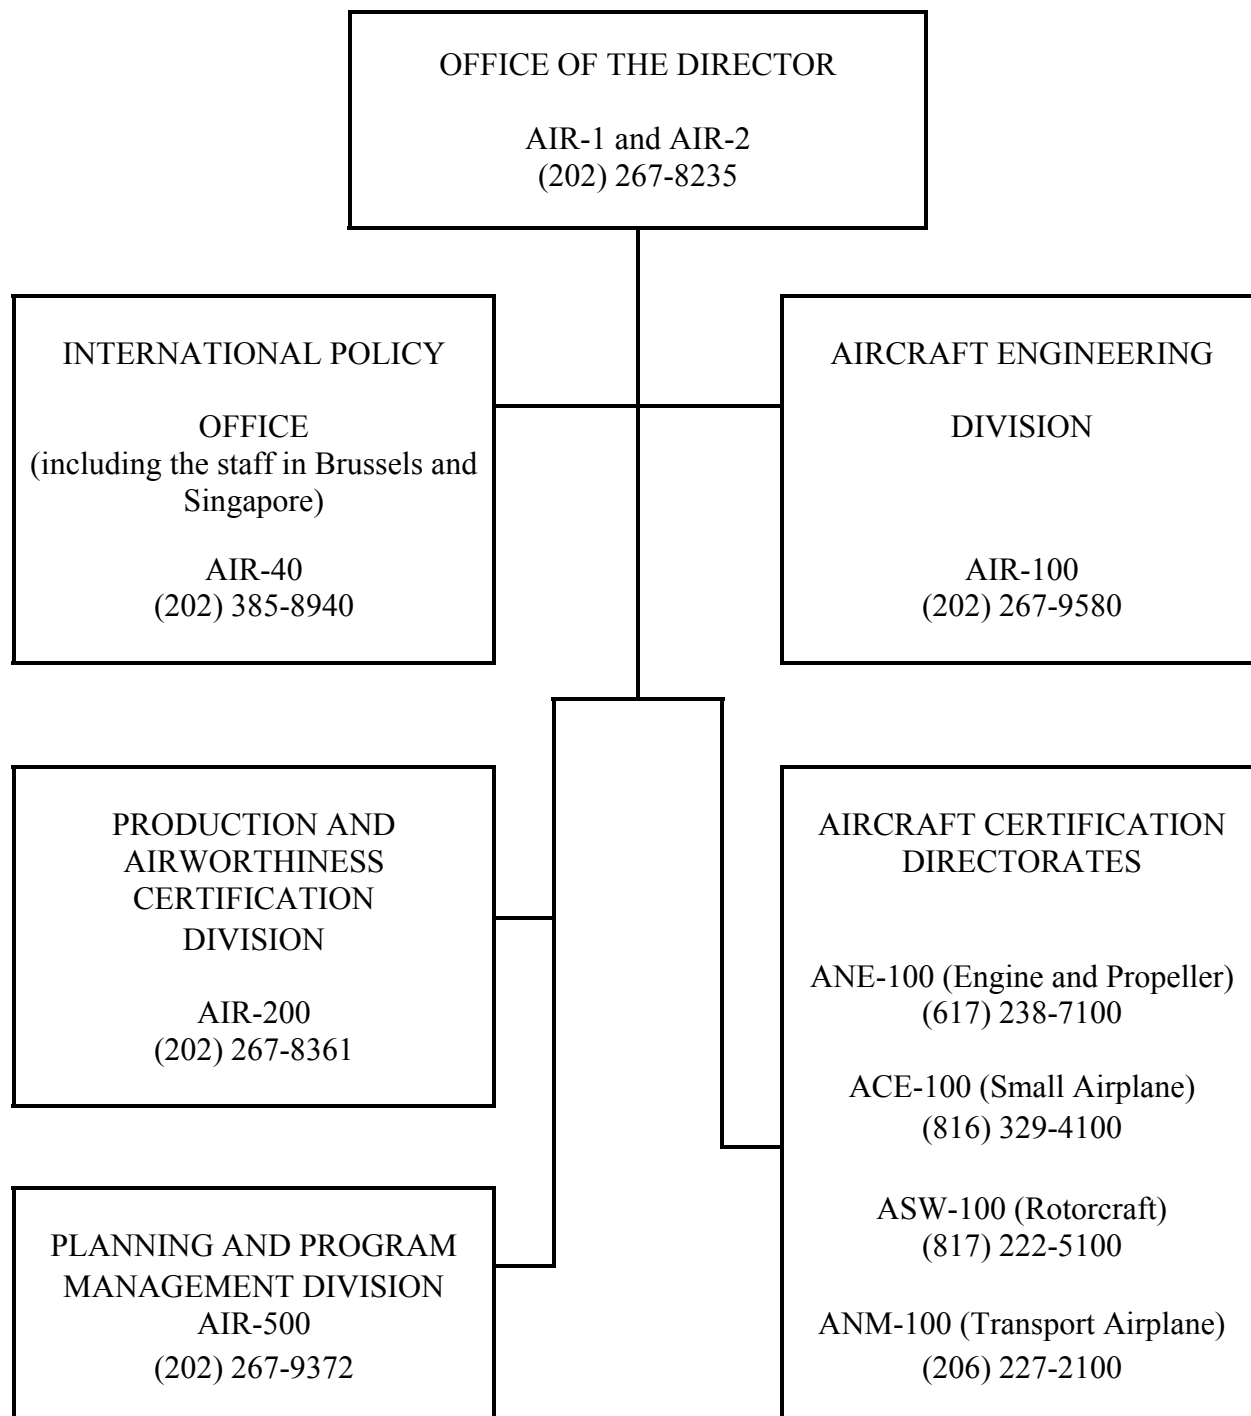 OFFICE OF THE DIRECTOR
AIR-1 and AIR-2
(202) 267-8235
INTERNATIONAL POLICY
OFFICE
(including the staff in Brussels and
Singapore)
AIR-40
(202) 385-8940
AIRCRAFT ENGINEERING
DIVISION
AIR-100
(202) 267-9580
PRODUCTION AND
AIRWORTHINESS
CERTIFICATION
DIVISION
AIR-200
(202) 267-8361
AIRCRAFT CERTIFICATION
DIRECTORATES
ANE-100 (Engine and Propeller)
(617) 238-7100
ACE-100 (Small Airplane)
(816) 329-4100
ASW-100 (Rotorcraft)
(817) 222-5100
ANM-100 (Transport Airplane)
(206) 227-2100
PLANNING AND PROGRAM
MANAGEMENT DIVISION
AIR-500
(202) 267-9372